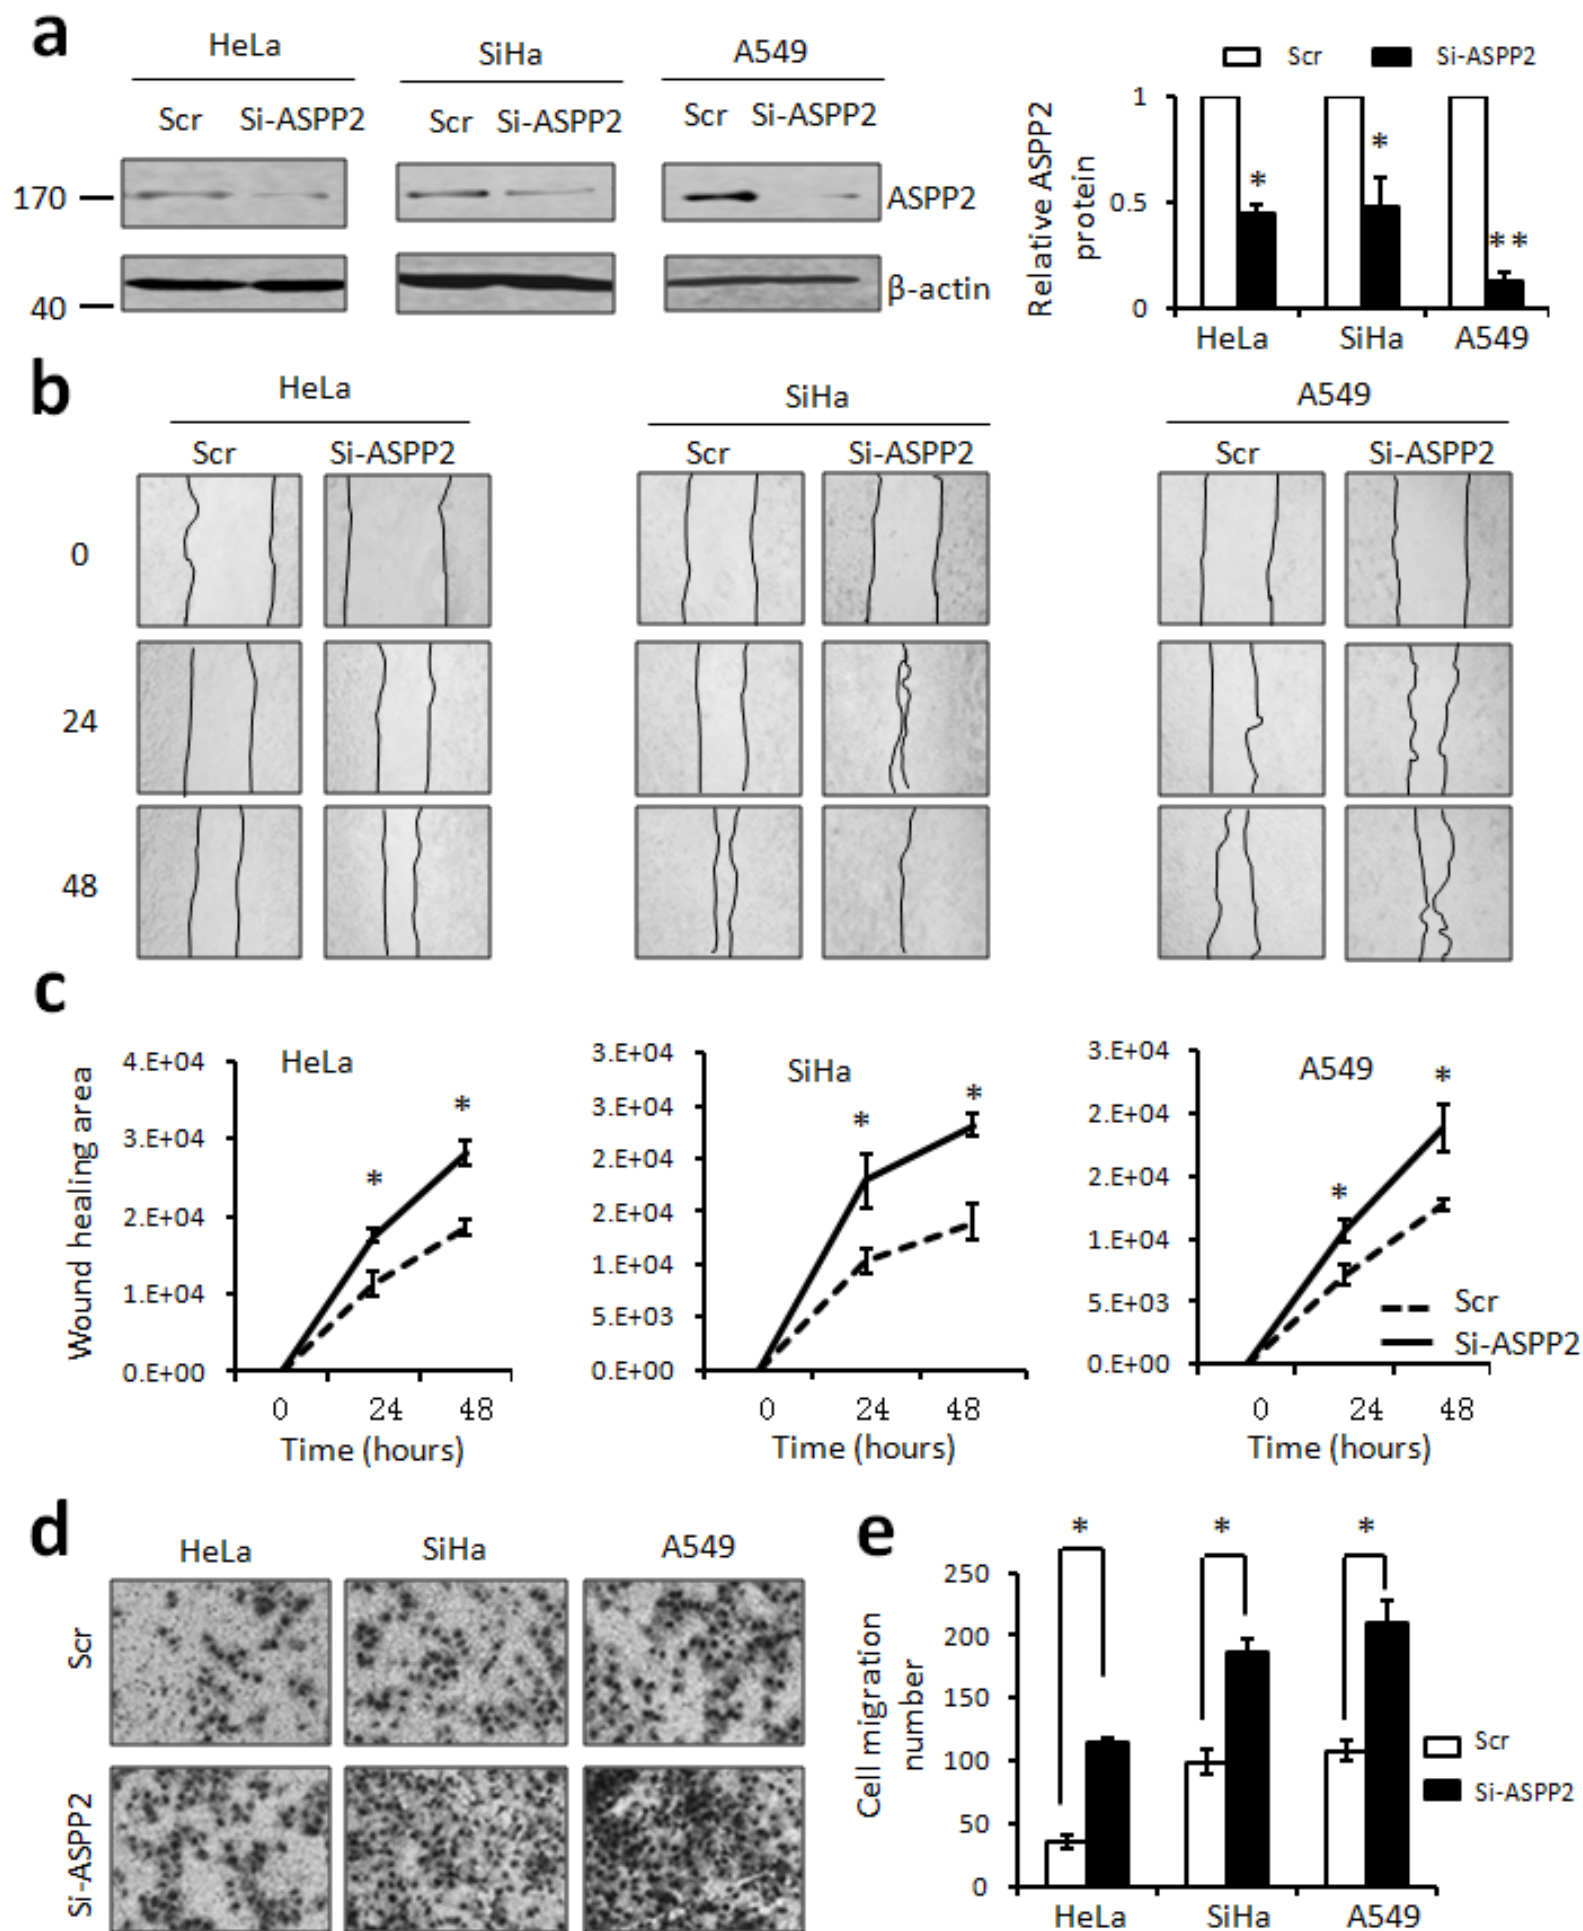 a
HeLa
SiHa
A549
Scr Si-ASPP2
Scr Si-ASPP2
Scr Si-ASPP2
170
ASPP2
40
β-actin
Scr Si-ASPP2
Relative ASPP2
protein
1
0.5
0
*
*
**
HeLa SiHa A549
b
HeLa
SiHa
A549
Scr Si-ASPP2
Scr Si-ASPP2
Scr Si-ASPP2
0
24
48
c
Wound healing area
HeLa
4.E+04
3.E+04
2.E+04
1.E+04
0.E+00
*
*
0 24 48
Time (hours)
SiHa
3.E+04
3.E+04
2.E+04
2.E+04
1.E+04
5.E+03
0.E+00
*
*
0 24 48
Time (hours)
A549
3.E+04
2.E+04
2.E+04
1.E+04
5.E+03
0.E+00
*
*
Scr
Si-ASPP2
0 24 48
Time (hours)
d
HeLa SiHa A549
Scr
Si-ASPP2
e
Cell migration
number
250
200
150
100
50
0
*
*
*
Scr
Si-ASPP2
HeLa SiHa A549